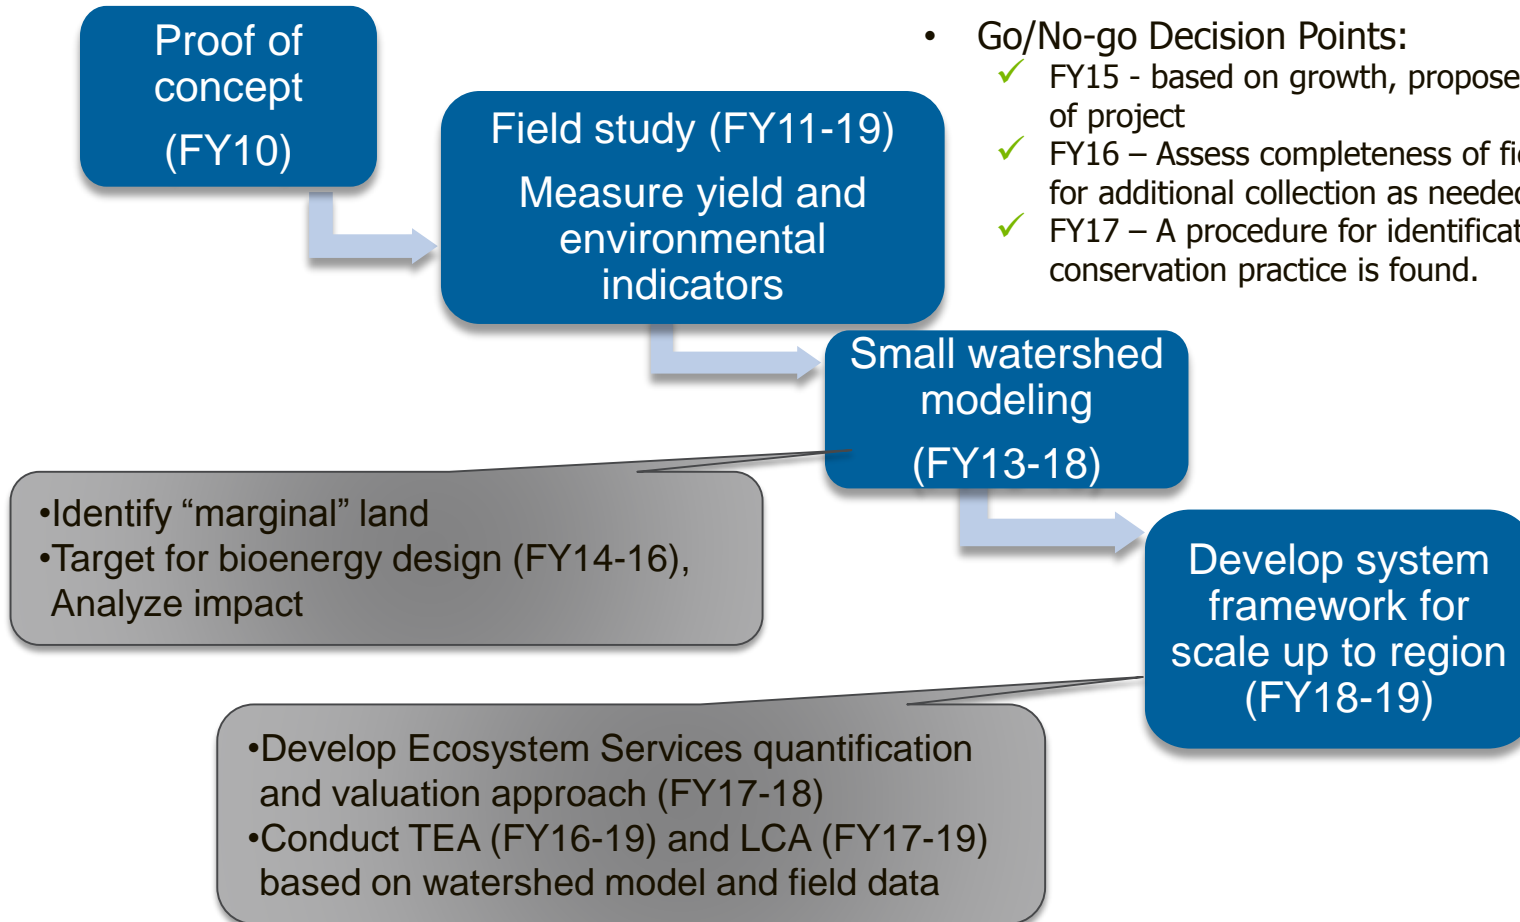 Proof of
concept
(FY10)
Field study (FY11-19)
Measure yield and
environmental
indicators
• Go/No-go Decision Points:
✓ FY15 - based on growth, propose
of project
✓ FY16 – Assess completeness of
for additional collection as needed
✓ FY17 – A procedure for
conservation practice is found.
Small watershed
modeling
(FY13-18)
•Identify “marginal” land
•Target for bioenergy design (FY14-16),
Analyze impact
Develop system
framework for
scale up to region
(FY18-19)
•Develop Ecosystem Services quantification
and valuation approach (FY17-18)
•Conduct TEA (FY16-19) and LCA (FY17-19)
based on watershed model and field data